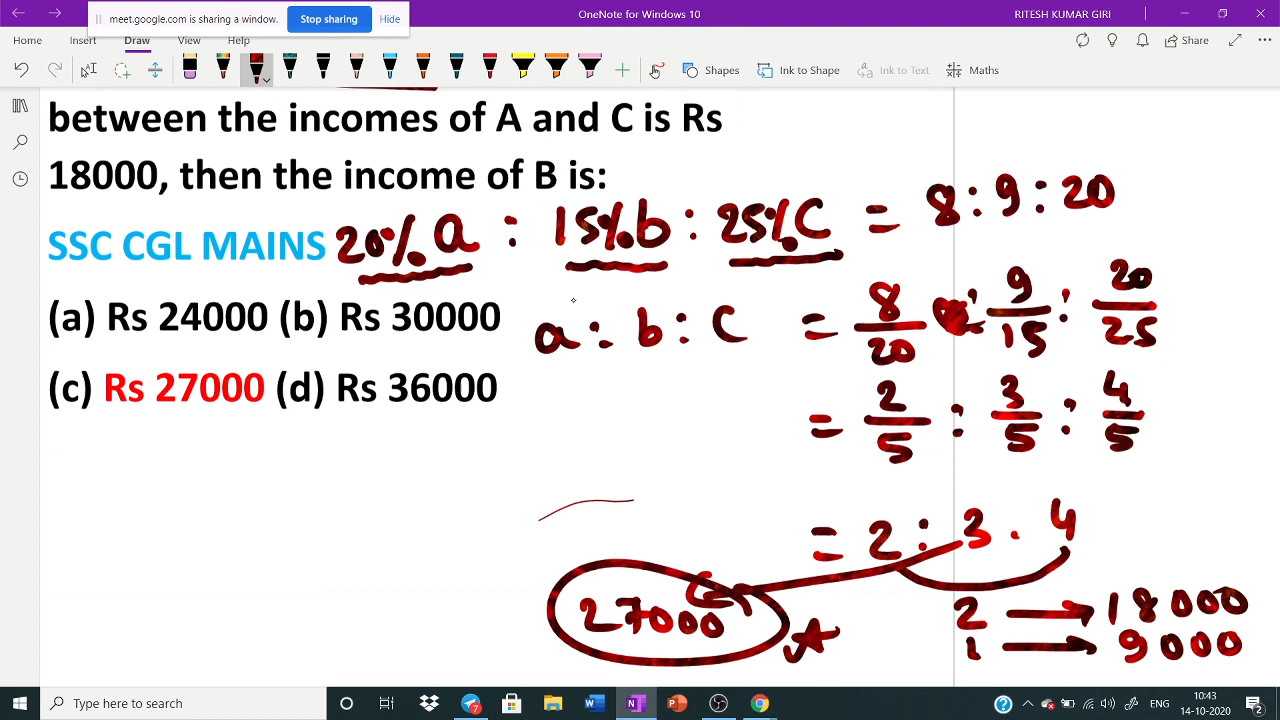 meet.google.com is sharing a window. Stop sharing Hide
OneNote for Windows 10
RITESH KUMAR GIRI
Home Insert Draw View Help
Share
Shapes Ink to Shape Ink to Text Maths
between the incomes of A and C is Rs
18000, then the income of B is:
SSC CGL MAINS
(a) Rs 24000 (b) Rs 30000
(c) Rs 27000 (d) Rs 36000
20% a : 15% b : 25% C = 8 : 9 : 20
a : b : C = 8/20 : 9/15 : 20/25
= 2/5 : 3/5 : 4/5
= 2 : 3 . 4
2 → 18000
1 → 9000
27000
Type here to search
7
ENG
10:43
14-10-2020
2